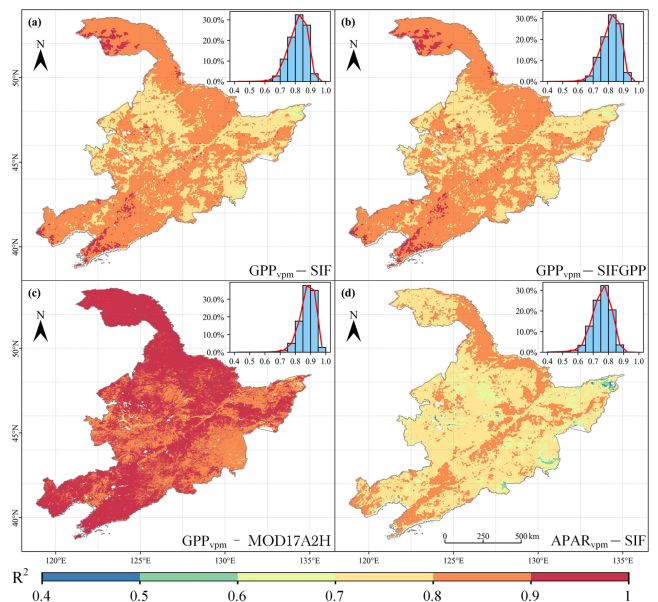 (a)
N
30.0%
20.0%
10.0%
0.0%
0.4 0.5 0.6 0.7 0.8 0.9 1.0
50°N
45°N
40°N
GPPvpm — SIF
(b)
N
30.0%
20.0%
10.0%
0.0%
0.4 0.5 0.6 0.7 0.8 0.9 1.0
GPPvpm — SIFGPP
(c)
N
30.0%
20.0%
10.0%
0.0%
0.4 0.5 0.6 0.7 0.8 0.9 1.0
50°N
45°N
40°N
GPPvpm - MOD17A2H
120°E 125°E 130°E 135°E
(d)
N
30.0%
20.0%
10.0%
0.0%
0.4 0.5 0.6 0.7 0.8 0.9 1.0
0 250 500 km
APARvpm — SIF
120°E 125°E 130°E 135°E
R²
0.4 0.5 0.6 0.7 0.8 0.9 1